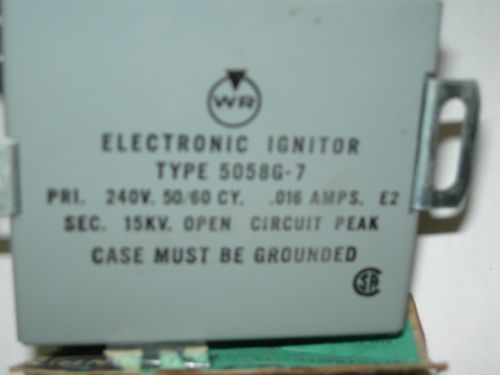 WR
ELECTRONIC IGNITOR
TYPE 5058G-7
PRI. 240V. 50/60 CY. .016 AMPS. E2
SEC. 15KV. OPEN CIRCUIT PEAK
CASE MUST BE GROUNDED
CSA